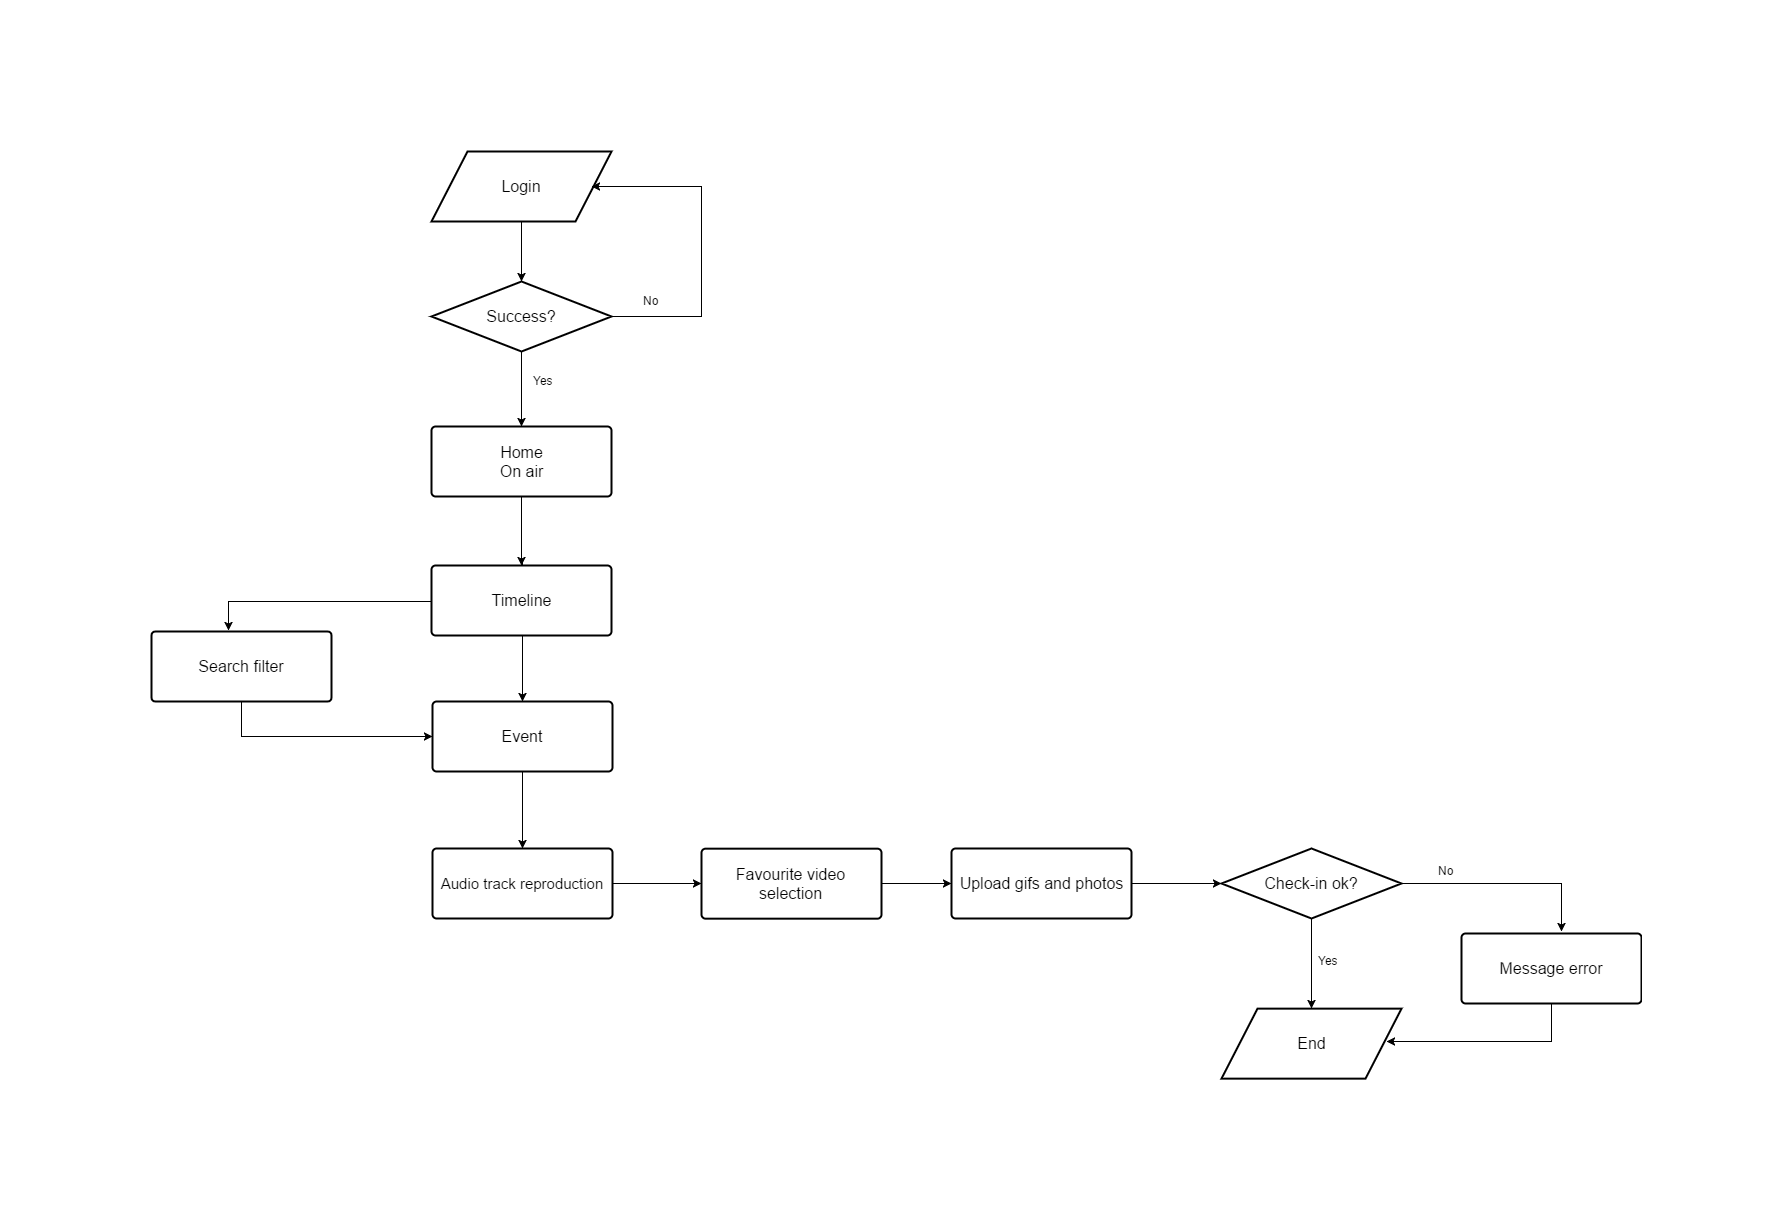 Login
No
Success?
Yes
Home
On air
Timeline
Search filter
Event
Audio track reproduction
Favourite video
selection
Upload gifs and photos
Check-in ok?
No
Yes
Message error
End